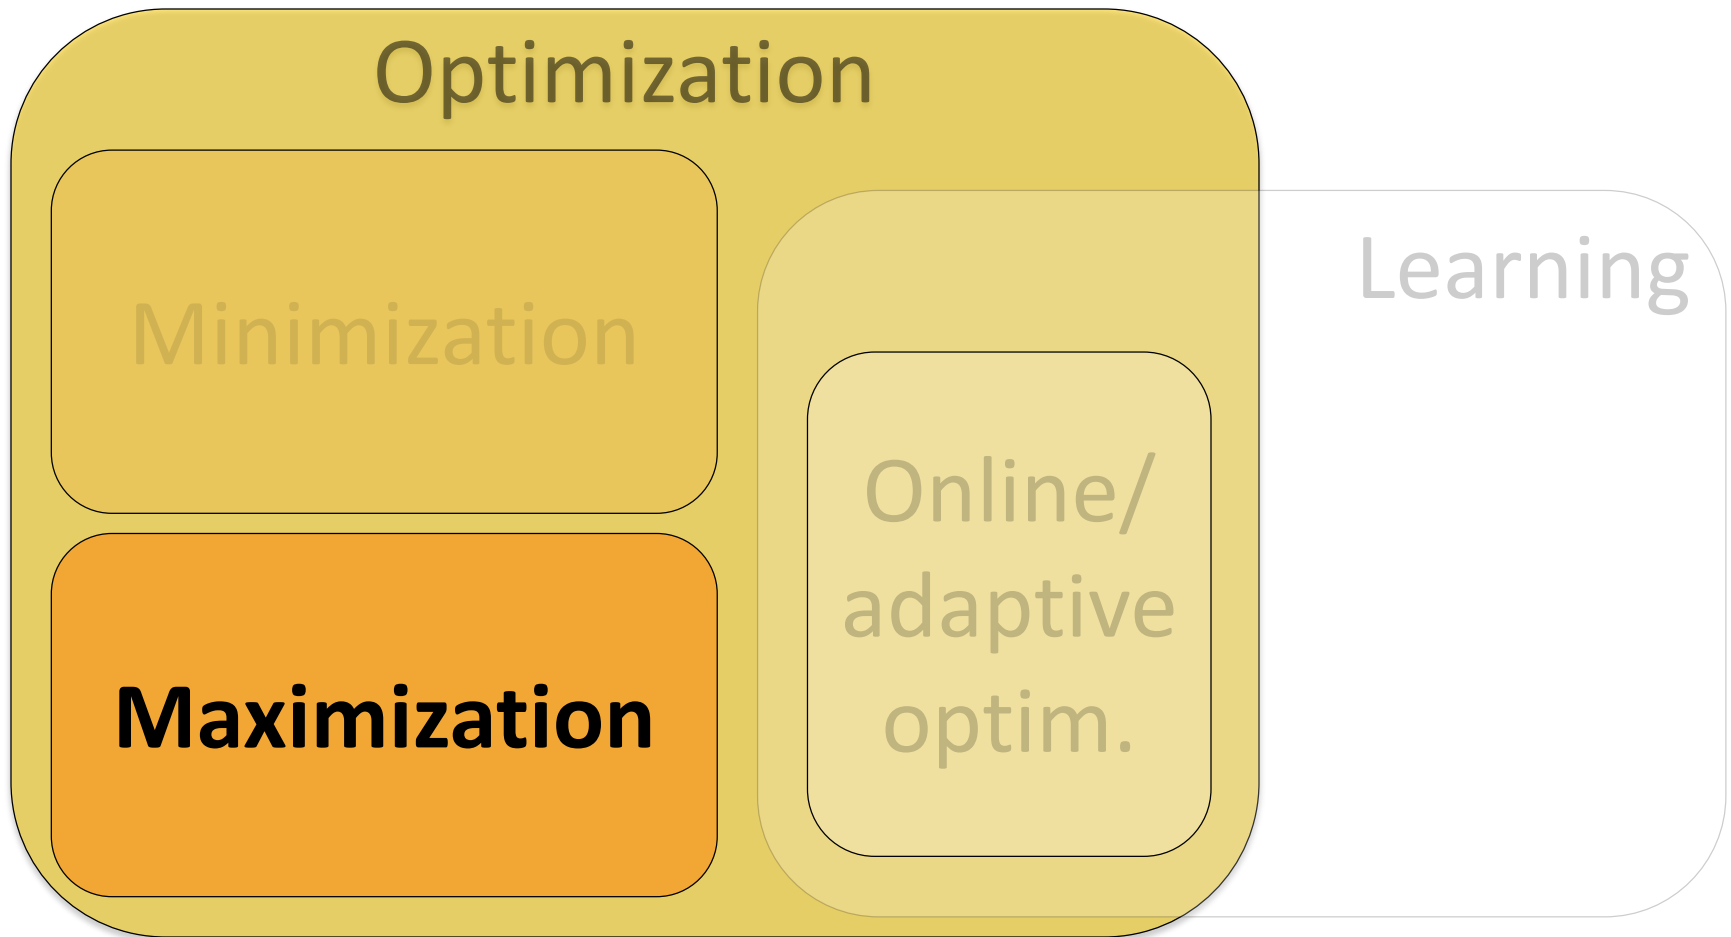 Optimization
Learning
Minimization
Online/
adaptive
optim.
Maximization